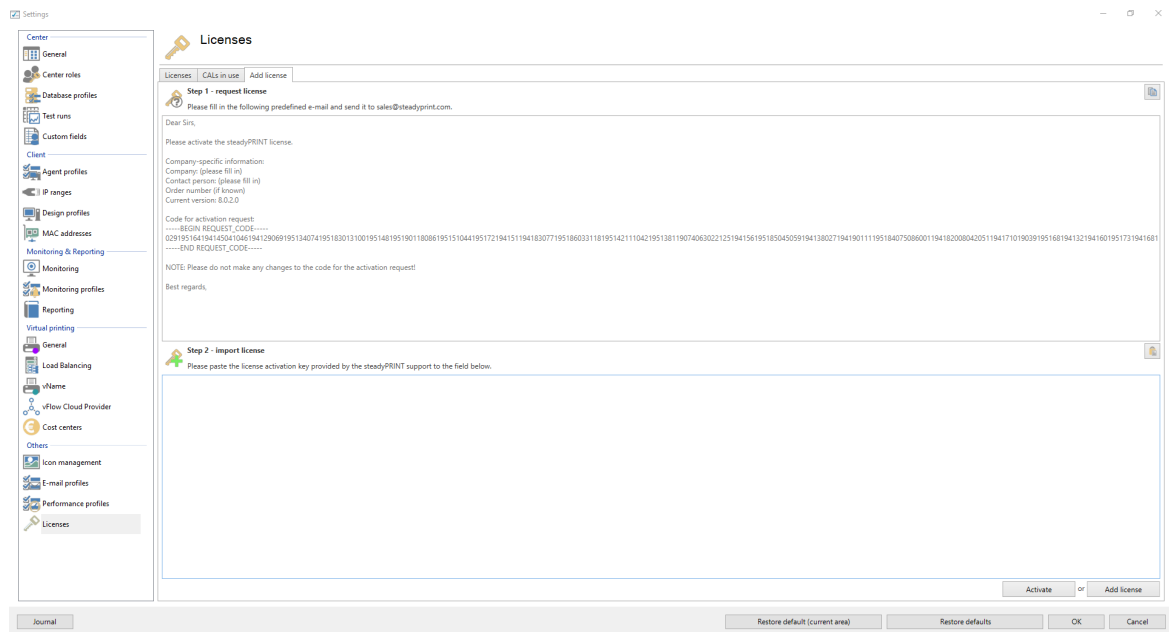 Settings
Center
General
Center roles
Database profiles
Test runs
Custom fields
Client
Agent profiles
IP ranges
Design profiles
MAC addresses
Monitoring & Reporting
Monitoring
Monitoring profiles
Reporting
Virtual printing
General
Load Balancing
vName
vFlow Cloud Provider
Cost centers
Others
Icon management
E-mail profiles
Performance profiles
Licenses
Licenses
Licenses CALs in use Add license
Step 1 - request license
Please fill in the following predefined e-mail and send it to sales@steadyprint.com.
Dear Sirs,
Please activate the steadyPRINT license.
Company-specific information:
Company: (please fill in)
Contact person: (please fill in)
Order number (if known)
Current version: 8.0.2.0
Code for activation request:
-----BEGIN REQUEST_CODE-----
-----END REQUEST_CODE-----
NOTE: Please do not make any changes to the code for the activation request!
Best regards,
Step 2 - import license
Please paste the license activation key provided by the steadyPRINT support to the field below.
Activate or Add license
Journal Restore default (current area) Restore defaults OK Cancel